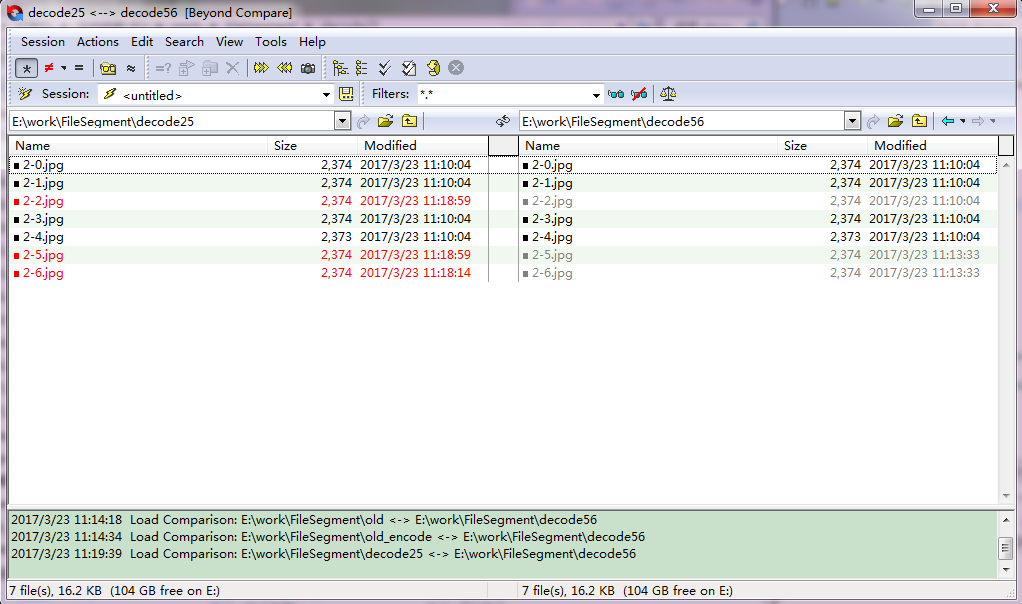 decode25 <--> decode56 [Beyond Compare]
Session Actions Edit Search View Tools Help
Session: <untitled> Filters: *.*
E:\work\FileSegment\decode25 E:\work\FileSegment\decode56
Name Size Modified Name Size Modified
2-0.jpg 2,374 2017/3/23 11:10:04 2-0.jpg 2,374 2017/3/23 11:10:04
2-1.jpg 2,374 2017/3/23 11:10:04 2-1.jpg 2,374 2017/3/23 11:10:04
2-2.jpg 2,374 2017/3/23 11:18:59 2-2.jpg 2,374 2017/3/23 11:10:04
2-3.jpg 2,374 2017/3/23 11:10:04 2-3.jpg 2,374 2017/3/23 11:10:04
2-4.jpg 2,373 2017/3/23 11:10:04 2-4.jpg 2,373 2017/3/23 11:10:04
2-5.jpg 2,374 2017/3/23 11:18:59 2-5.jpg 2,374 2017/3/23 11:13:33
2-6.jpg 2,374 2017/3/23 11:18:14 2-6.jpg 2,374 2017/3/23 11:13:33
2017/3/23 11:14:18 Load Comparison: E:\work\FileSegment\old <-> E:\work\FileSegment\decode56
2017/3/23 11:14:34 Load Comparison: E:\work\FileSegment\old_encode <-> E:\work\FileSegment\decode56
2017/3/23 11:19:39 Load Comparison: E:\work\FileSegment\decode25 <-> E:\work\FileSegment\decode56
7 file(s), 16.2 KB (104 GB free on E:) 7 file(s), 16.2 KB (104 GB free on E:)